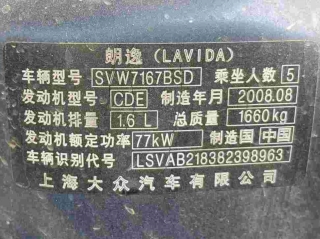 朗逸 (LAVIDA)
车辆型号 SVW7167BSD 乘坐人数 5
发动机型号 CDE 制造年月 2008.08
发动机排量 1.6 L 总质量 1660kg
发动机额定功率 77kW 制造国 中国
车辆识别代号 LSVAB218382398963
上海大众汽车有限公司